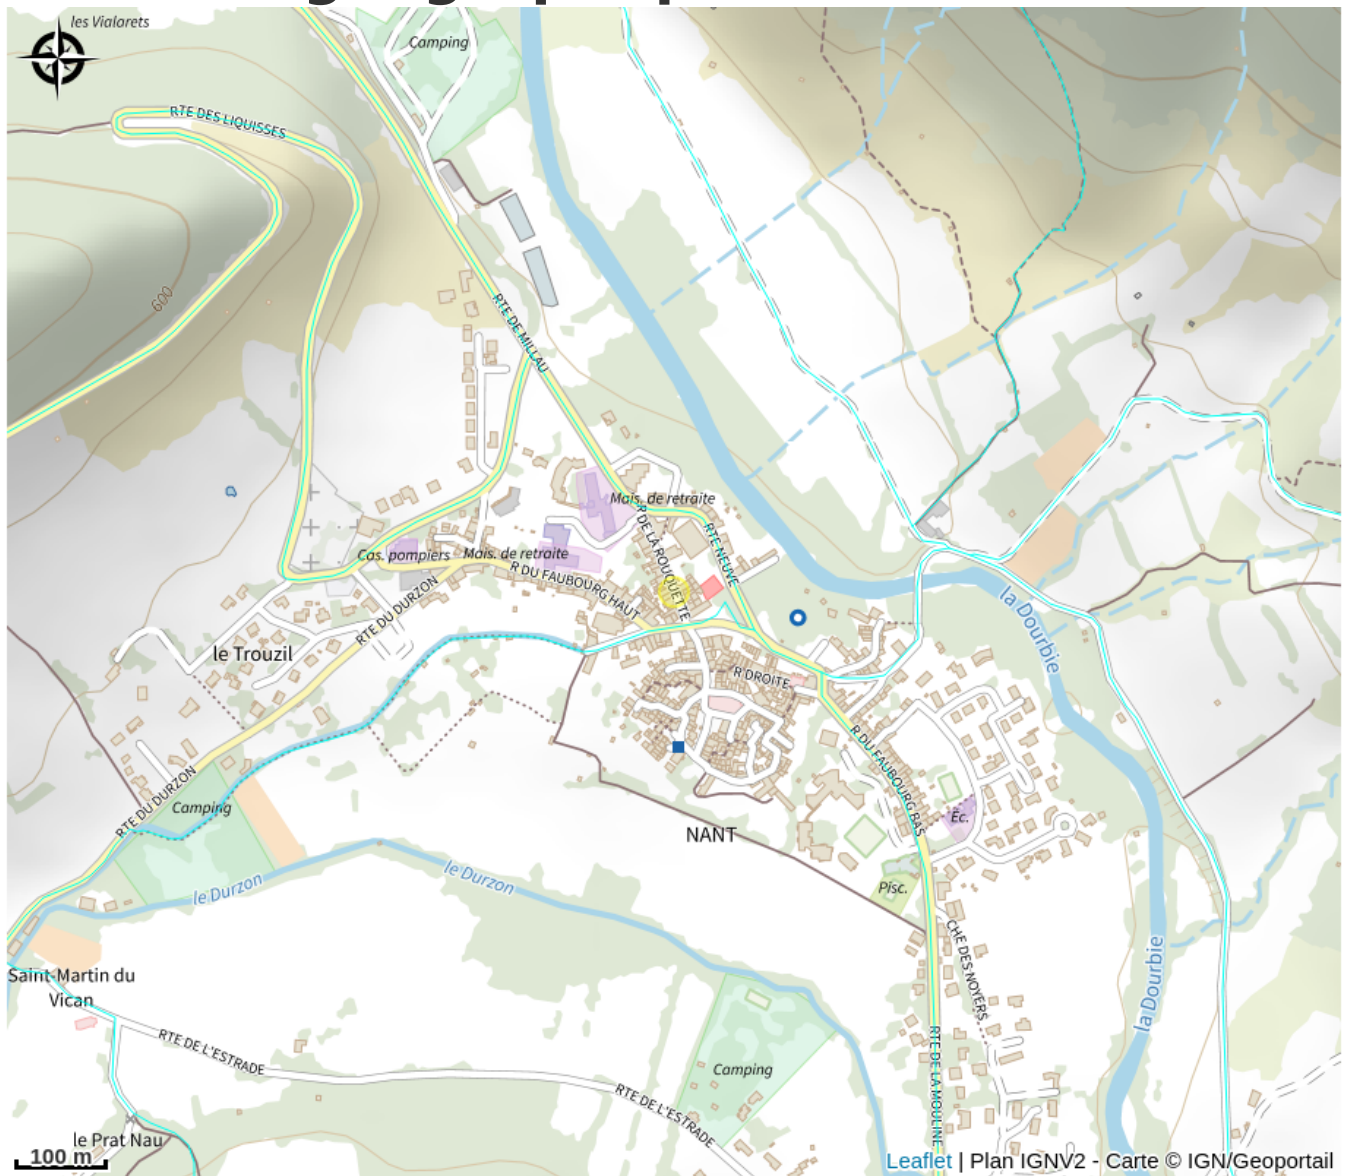 les Vialarets
Camping
RTE DES LIQUISSES
600
RTE DE MILLAU
Mais. de retraite
R DE LA ROUQUETTE
RTE NEUVE
Cas. pompiers
Mais. de retraite
R DU FAUBOURG HAUT
RTE DU DURZON
la Dourbie
le Trouzil
R DROITE
R DU FAUBOURG BAS
RTE DU DURZON
Camping
Éc.
NANT
le Durzon
le Durzon
Pisc.
CHE DES NOYERS
la Dourbie
Saint-Martin du
Vican
RTE DE L'ESTRADE
RTE DE LA MOULINE
Camping
RTE DE L'ESTRADE
le Prat Nau
100 m
Leaflet | Plan IGNV2 - Carte © IGN/Geoportail